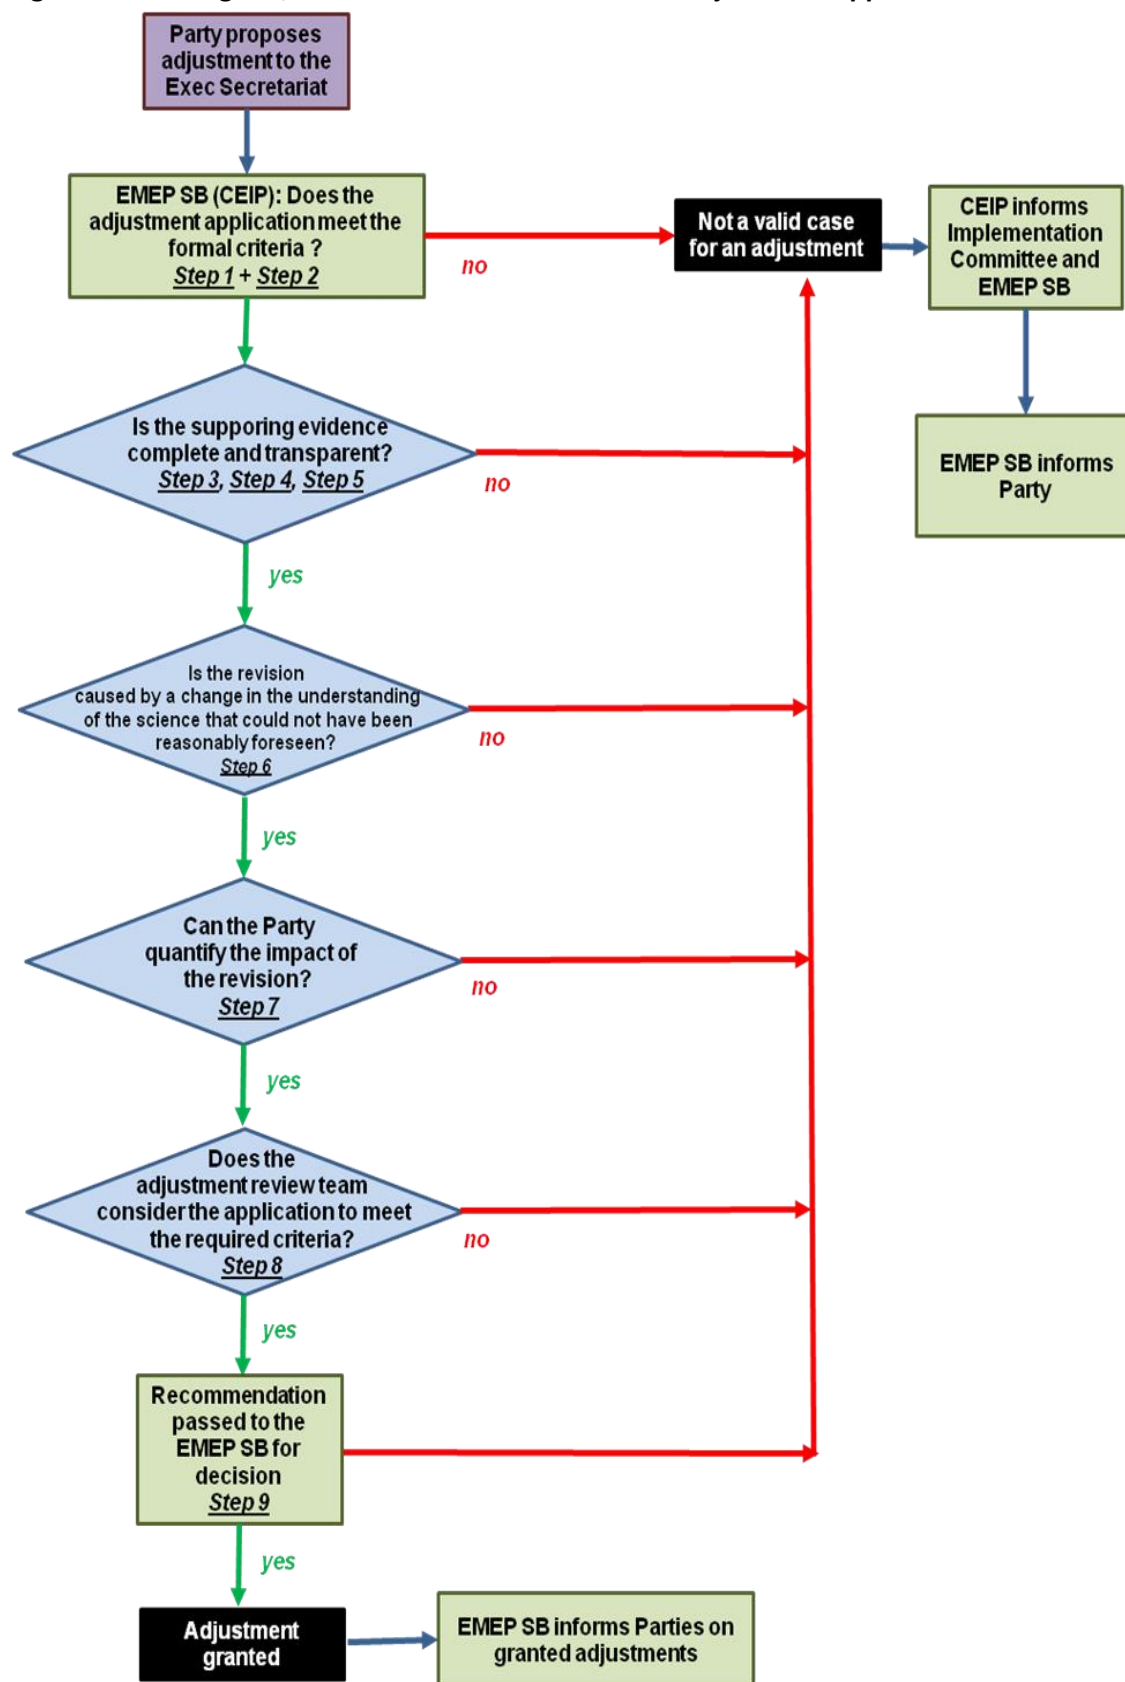 Party proposes
adjustment to the
Exec Secretariat
EMEP SB (CEIP): Does the
adjustment application meet the
formal criteria ?
Step 1 + Step 2
no
Not a valid case
for an adjustment
CEIP informs
Implementation
Committee and
EMEP SB
EMEP SB informs
Party
Is the supporing evidence
complete and transparent?
Step 3, Step 4, Step 5
no
yes
Is the revision
caused by a change in the understanding
of the science that could not have been
reasonably foreseen?
Step 6
no
yes
Can the Party
quantify the impact of
the revision?
Step 7
no
yes
Does the
adjustment review team
consider the application to meet
the required criteria?
Step 8
no
yes
Recommendation
passed to the
EMEP SB for
decision
Step 9
yes
Adjustment
granted
EMEP SB informs Parties on
granted adjustments